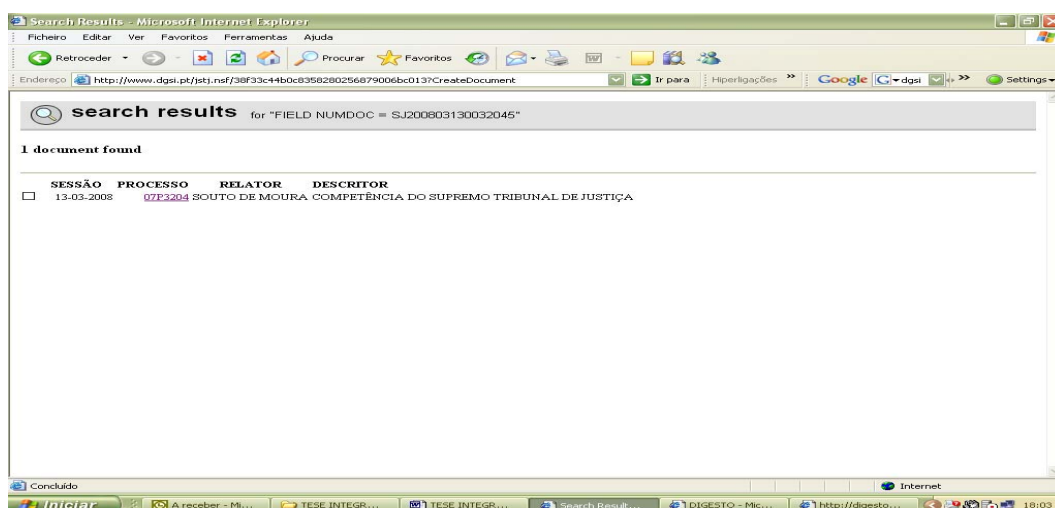 Search Results - Microsoft Internet Explorer
Ficheiro Editar Ver Favoritos Ferramentas Ajuda
Retroceder Procurar Favoritos
Endereço http://www.dgsi.pt/jstj.nsf/38f33c44b0c8358280256879006bc013?CreateDocument Ir para Hiperligações » Google G dgsi » Settings
search results for "FIELD NUMDOC = SJ200803130032045"
1 document found
SESSÃO PROCESSO RELATOR DESCRITOR
13-03-2008 07P3204 SOUTO DE MOURA COMPETÊNCIA DO SUPREMO TRIBUNAL DE JUSTIÇA
Concluído Internet
Iniciar A receber - Mi... TESE INTEGR... TESE INTEGR... Search Result... DIGESTO - Mic... http://digesto... 18:03